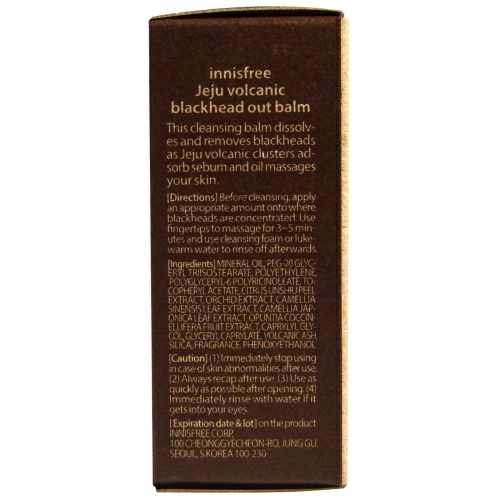 innisfree
Jeju volcanic
blackhead out balm
This cleansing balm dissolv-
es and removes blackheads
as Jeju volcanic clusters ad-
sorb sebum and oil massages
your skin.
[Directions] Before cleansing, apply
an appropriate amount onto where
blackheads are concentrated. Use
fingertips to massage for 3~5 min-
utes and use cleansing foam or luke-
warm water to rinse off afterwards.
[Ingredients] MINERAL OIL, PEG-20 GLYC-
ERYL TRIISOSTEARATE, POLYETHYLENE,
POLYGLYCERYL-6 POLYRICINOLEATE, TO-
COPHERYL ACETATE, CITRUS UNSHIU PEEL
EXTRACT, ORCHID EXTRACT, CAMELLIA
SINENSIS LEAF EXTRACT, CAMELLIA JAP-
ONICA LEAF EXTRACT, OPUNTIA COCCIN-
ELLIFERA FRUIT EXTRACT, CAPRYLYL GLY-
COL, GLYCERYL CAPRYLATE, VOLCANIC ASH,
SILICA, FRAGRANCE, PHENOXYETHANOL
[Caution] (1) Immediately stop using
in case of skin abnormalities after use.
(2) Always recap after use. (3) Use as
quickly as possible after opening. (4)
Immediately rinse with water if it
gets into your eyes.
[Expiration date & lot] on the product
INNISFREE CORP.
100 CHEONGGYECHEON-RO, JUNG GU,
SEOUL, S.KOREA 100-230